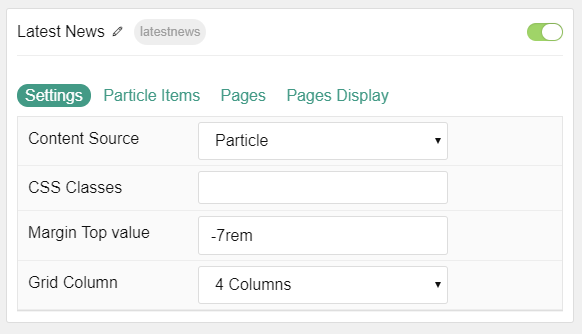 Latest News latestnews
Settings Particle Items Pages Pages Display
Content Source Particle
CSS Classes
Margin Top value -7rem
Grid Column 4 Columns